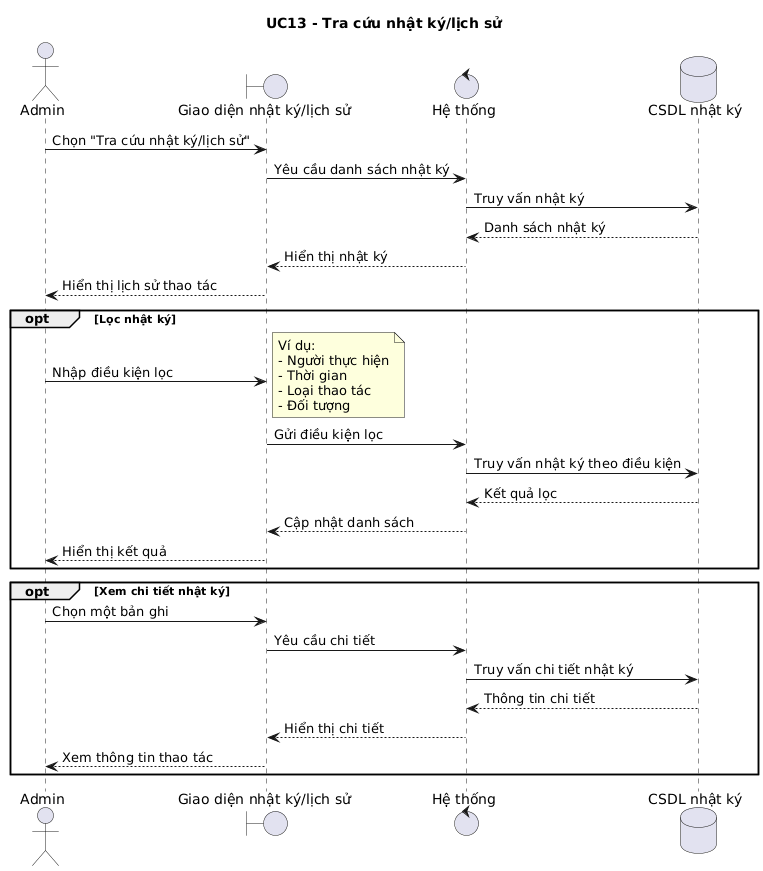 UC13 - Tra cứu nhật ký/lịch sử
Admin
Giao diện nhật ký/lịch sử
Hệ thống
CSDL nhật ký
Chọn "Tra cứu nhật ký/lịch sử"
Yêu cầu danh sách nhật ký
Truy vấn nhật ký
Danh sách nhật ký
Hiển thị nhật ký
Hiển thị lịch sử thao tác
opt [Lọc nhật ký]
Nhập điều kiện lọc
Ví dụ:
- Người thực hiện
- Thời gian
- Loại thao tác
- Đối tượng
Gửi điều kiện lọc
Truy vấn nhật ký theo điều kiện
Kết quả lọc
Cập nhật danh sách
Hiển thị kết quả
opt [Xem chi tiết nhật ký]
Chọn một bản ghi
Yêu cầu chi tiết
Truy vấn chi tiết nhật ký
Thông tin chi tiết
Hiển thị chi tiết
Xem thông tin thao tác
Admin
Giao diện nhật ký/lịch sử
Hệ thống
CSDL nhật ký